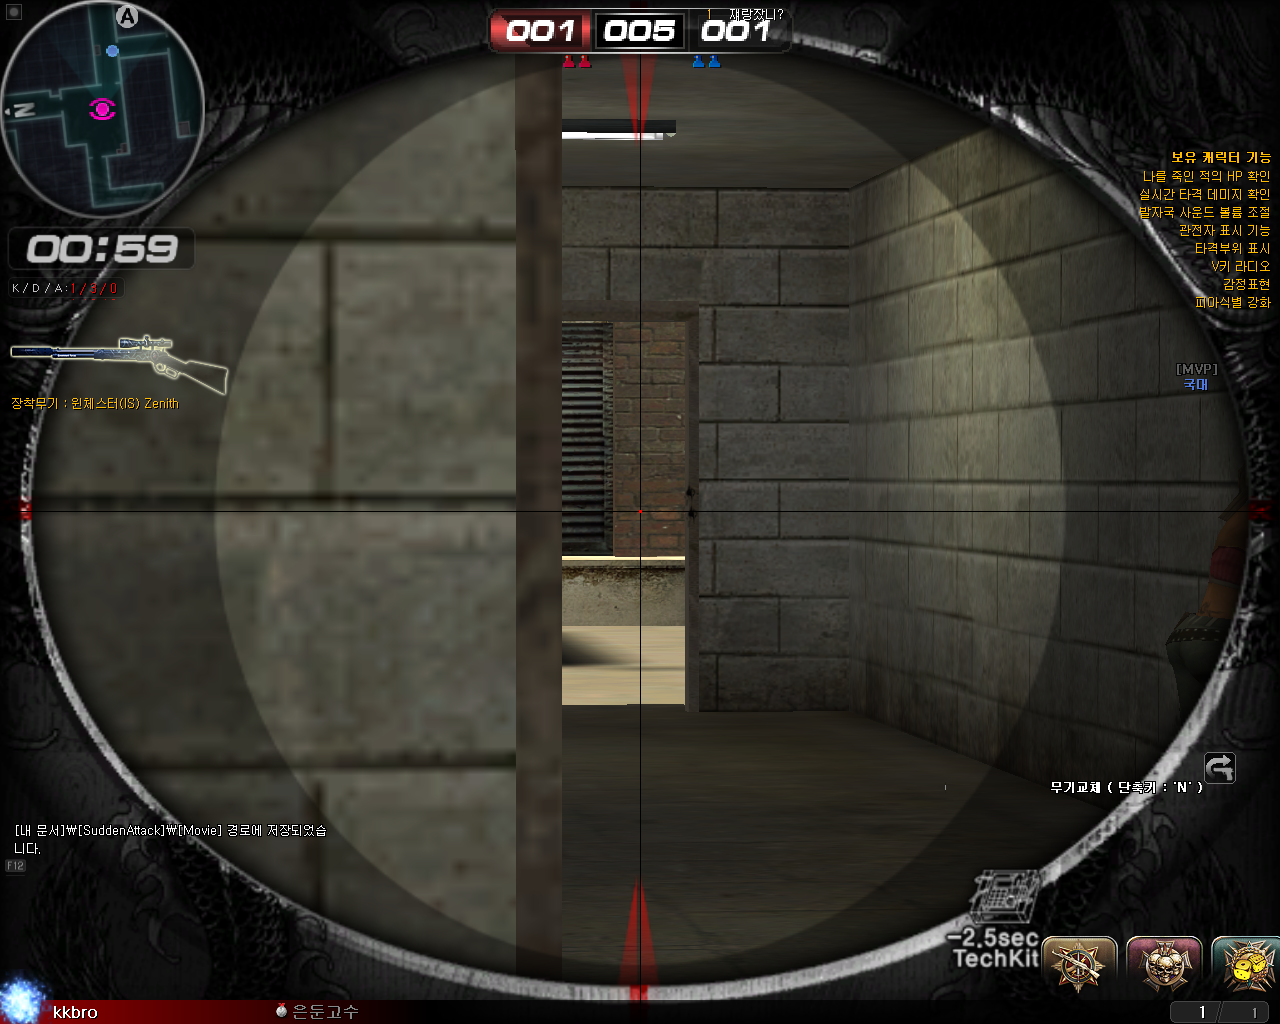 A
N
001
005
001
1
쟤랑잤니?
00:59
K / D / A : 1 / 3 / 0
장착무기 : 윈체스터(IS) Zenith
보유 캐릭터 기능
나를 죽인 적의 HP 확인
실시간 타격 데미지 확인
발자국 사운드 볼륨 조절
관전자 표시 기능
타격부위 표시
V키 라디오
감정표현
피아식별 강화
[MVP]
국대
무기교체 ( 단축키 : 'N' )
[내 문서]₩[SuddenAttack]₩[Movie] 경로에 저장되었습
니다.
F12
-2.5sec
TechKit
kkbro
은둔고수
1 / 1